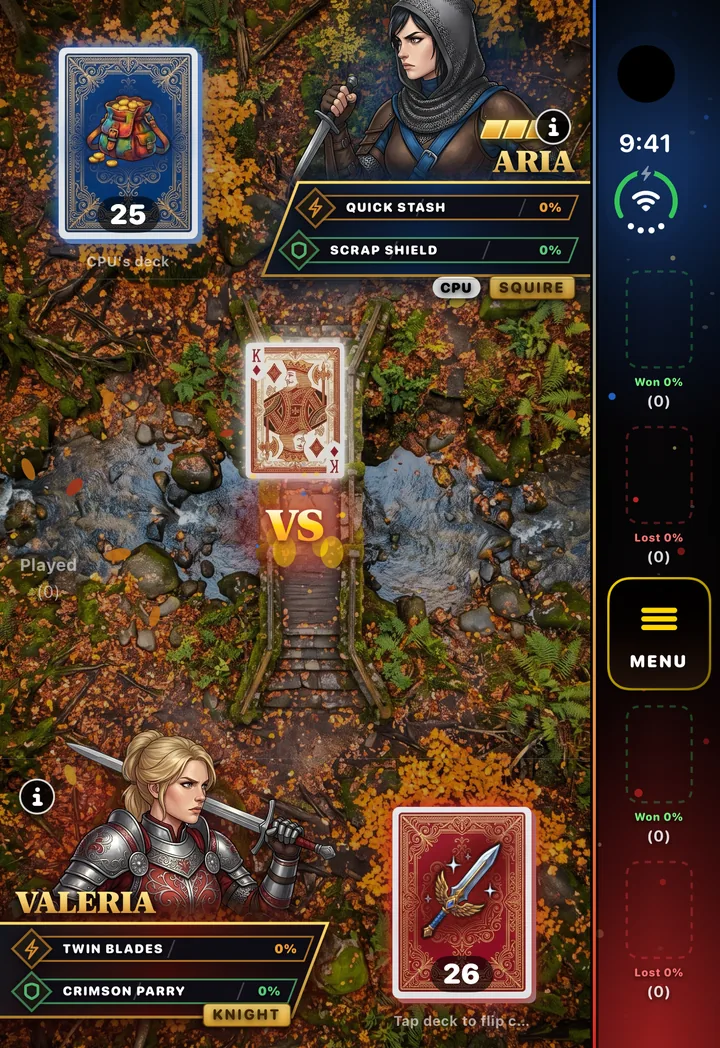 25
CPU's deck
ARIA
QUICK STASH 0%
SCRAP SHIELD 0%
CPU SQUIRE
K
K
VS
Played
(0)
VALERIA
TWIN BLADES 0%
CRIMSON PARRY 0%
KNIGHT
26
Tap deck to flip c...
9:41
Won 0%
(0)
Lost 0%
(0)
MENU
Won 0%
(0)
Lost 0%
(0)